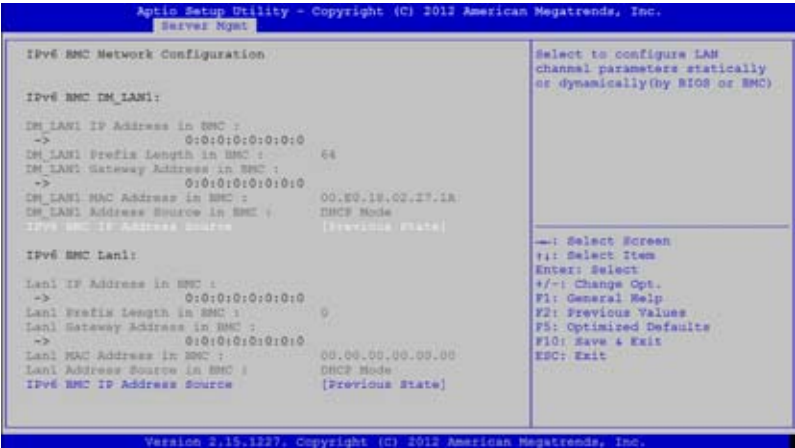 Aptio Setup Utility - Copyright (C) 2012 American Megatrends, Inc.
Server Mgmt
IPv6 BMC Network Configuration
IPv6 BMC DM_LAN1:
DM_LAN1 IP Address in BMC :
-> 0:0:0:0:0:0:0:0
DM_LAN1 Prefix Length in BMC : 64
DM_LAN1 Gateway Address in BMC :
-> 0:0:0:0:0:0:0:0
DM_LAN1 MAC Address in BMC : 00.E0.18.02.27.1A
DM_LAN1 Address Source in BMC : DHCP Mode
IPV6 BMC IP Address Source [Previous State]
IPv6 BMC Lan1:
Lan1 IP Address in BMC :
-> 0:0:0:0:0:0:0:0
Lan1 Prefix Length in BMC : 0
Lan1 Gateway Address in BMC :
-> 0:0:0:0:0:0:0:0
Lan1 MAC Address in BMC : 00.00.00.00.00.00
Lan1 Address Source in BMC : DHCP Mode
IPV6 BMC IP Address Source [Previous State]
Select to configure LAN
channel parameters statically
or dynamically(by BIOS or BMC)
→←: Select Screen
↑↓: Select Item
Enter: Select
+/-: Change Opt.
F1: General Help
F2: Previous Values
F5: Optimized Defaults
F10: Save & Exit
ESC: Exit
Version 2.15.1227. Copyright (C) 2012 American Megatrends, Inc.